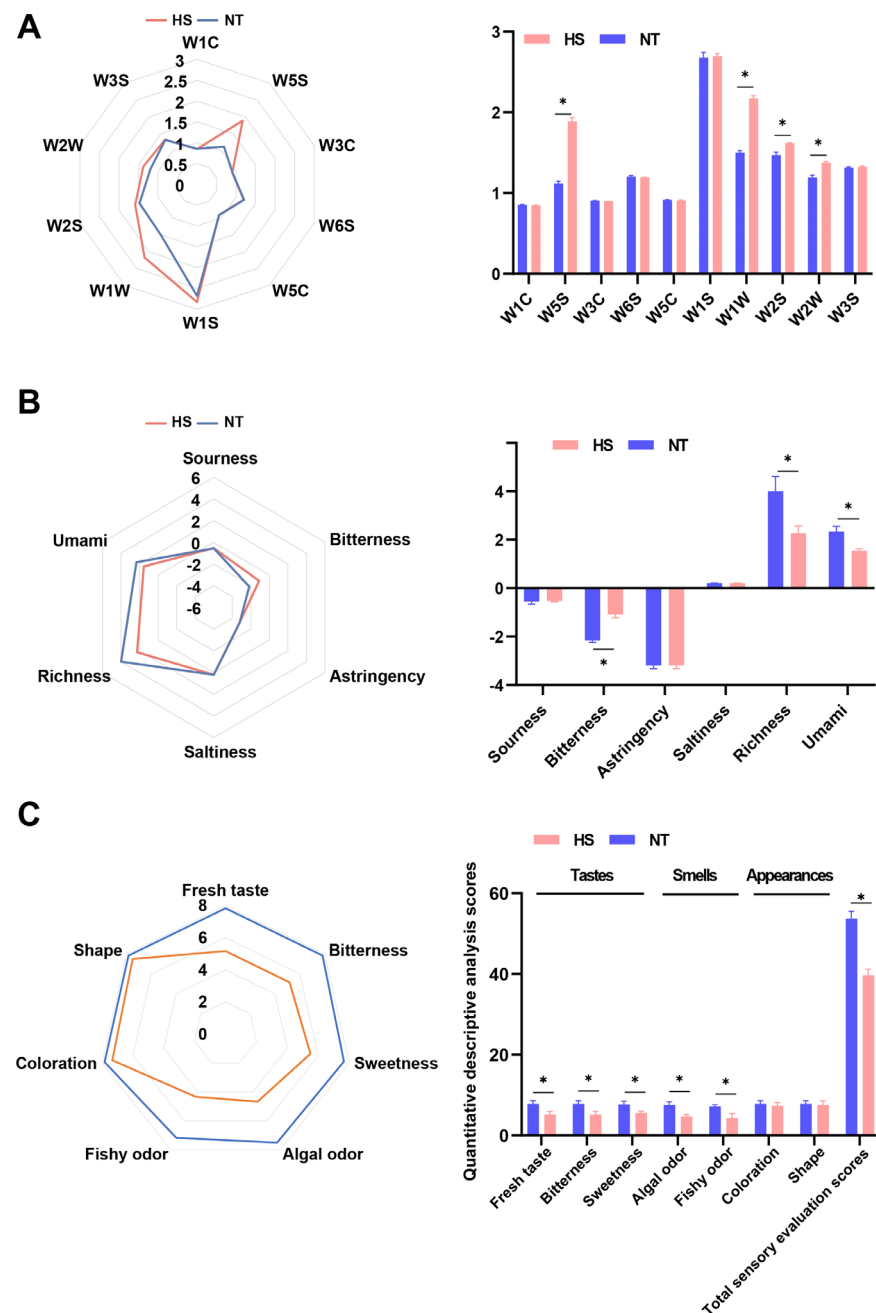 A
HS NT
W1C
W5S
W3C
W6S
W5C
W1S
W1W
W2S
W2W
W3S
3
2.5
2
1.5
1
0.5
0
HS NT
3
2
1
0
* * * *
W1C W5S W3C W6S W5C W1S W1W W2S W2W W3S
B
HS NT
Sourness
Bitterness
Astringency
Saltiness
Richness
Umami
6
4
2
0
-2
-4
-6
HS NT
4
2
0
-2
-4
* * *
Sourness Bitterness Astringency Saltiness Richness Umami
C
Fresh taste
Bitterness
Sweetness
Algal odor
Fishy odor
Coloration
Shape
8
6
4
2
0
HS NT
Tastes Smells Appearances
Quantitative descriptive analysis scores
60
40
20
0
* * * * * *
Fresh taste Bitterness Sweetness Algal odor Fishy odor Coloration Shape Total sensory evaluation scores